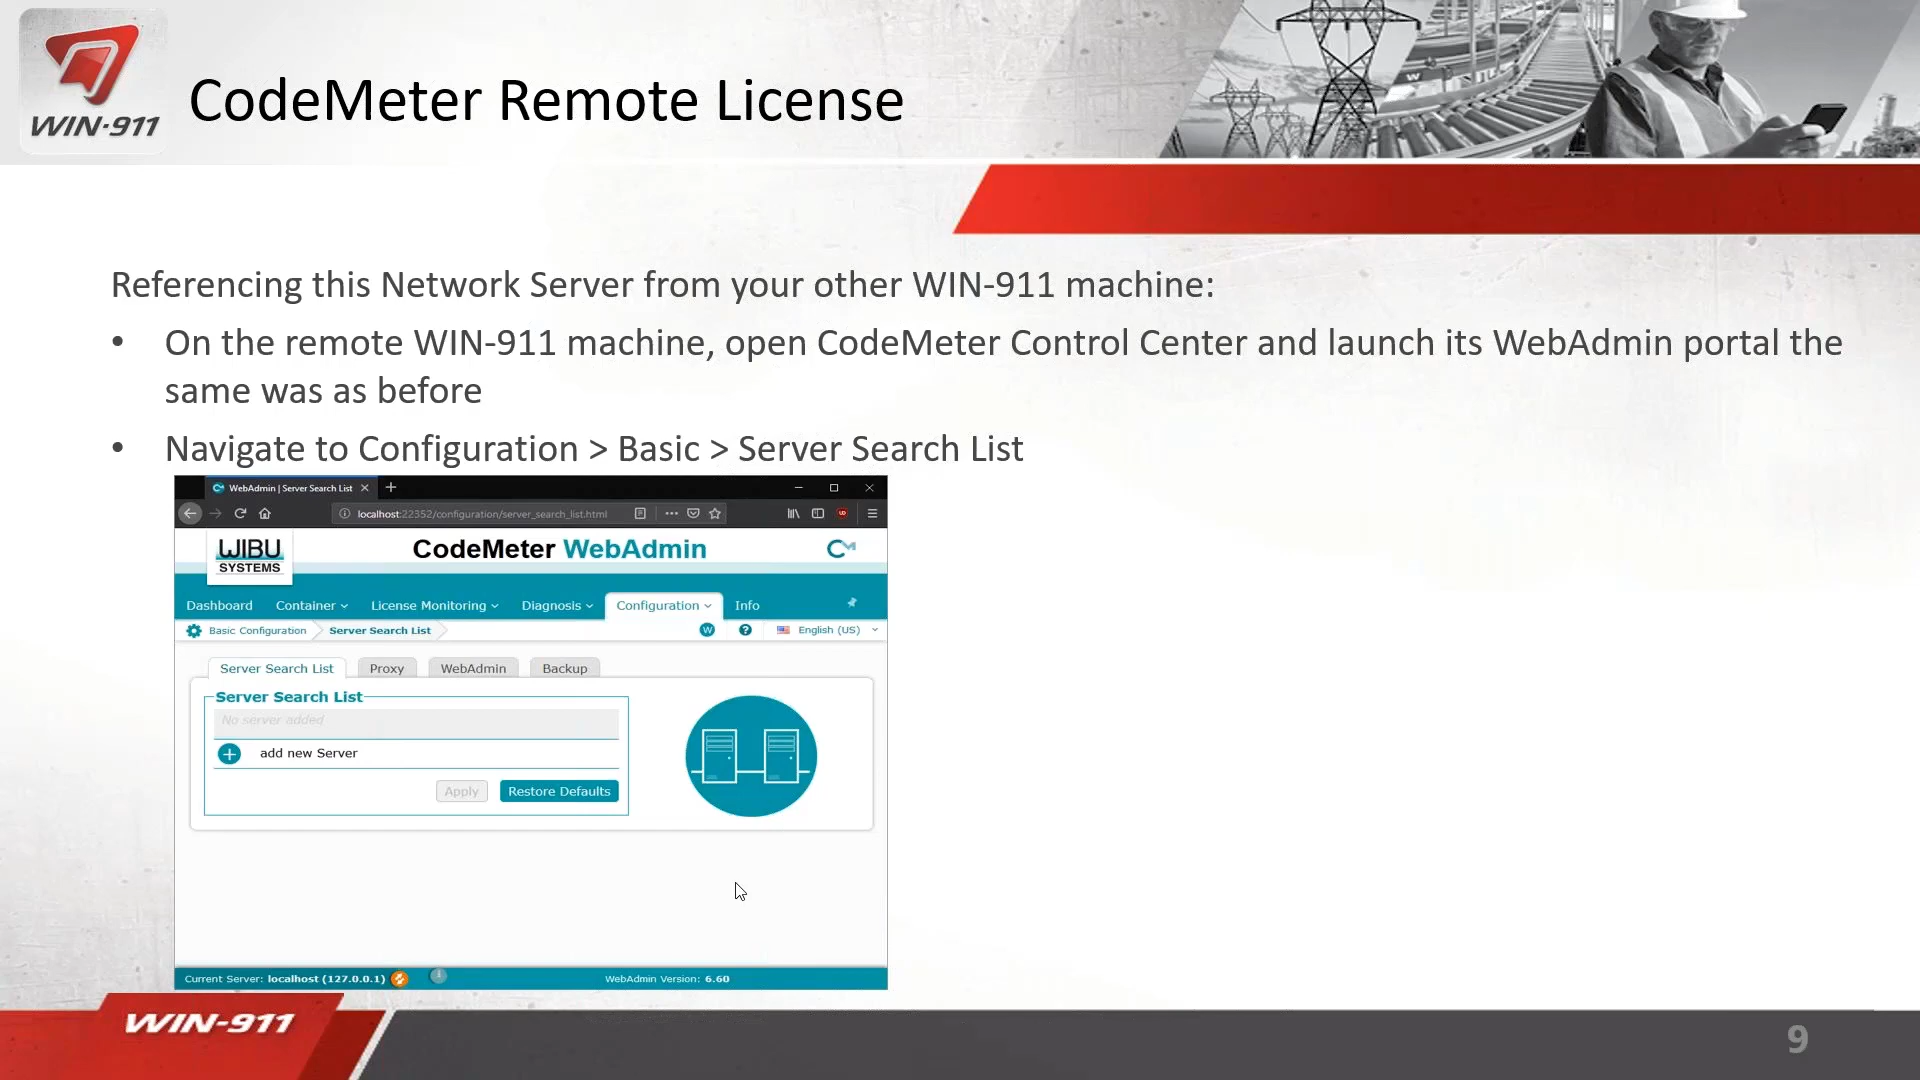 WIN-911
CodeMeter Remote License
Referencing this Network Server from your other WIN-911 machine:
• On the remote WIN-911 machine, open CodeMeter Control Center and launch its WebAdmin portal the
same was as before
• Navigate to Configuration > Basic > Server Search List
WebAdmin | Server Search List
localhost:22352/configuration/server_search_list.html
WIBU
SYSTEMS
CodeMeter WebAdmin
Dashboard Container License Monitoring Diagnosis Configuration Info
Basic Configuration Server Search List W ? English (US)
Server Search List Proxy WebAdmin Backup
Server Search List
No server added
add new Server
Apply Restore Defaults
Current Server: localhost (127.0.0.1) WebAdmin Version: 6.60
WIN-911
9